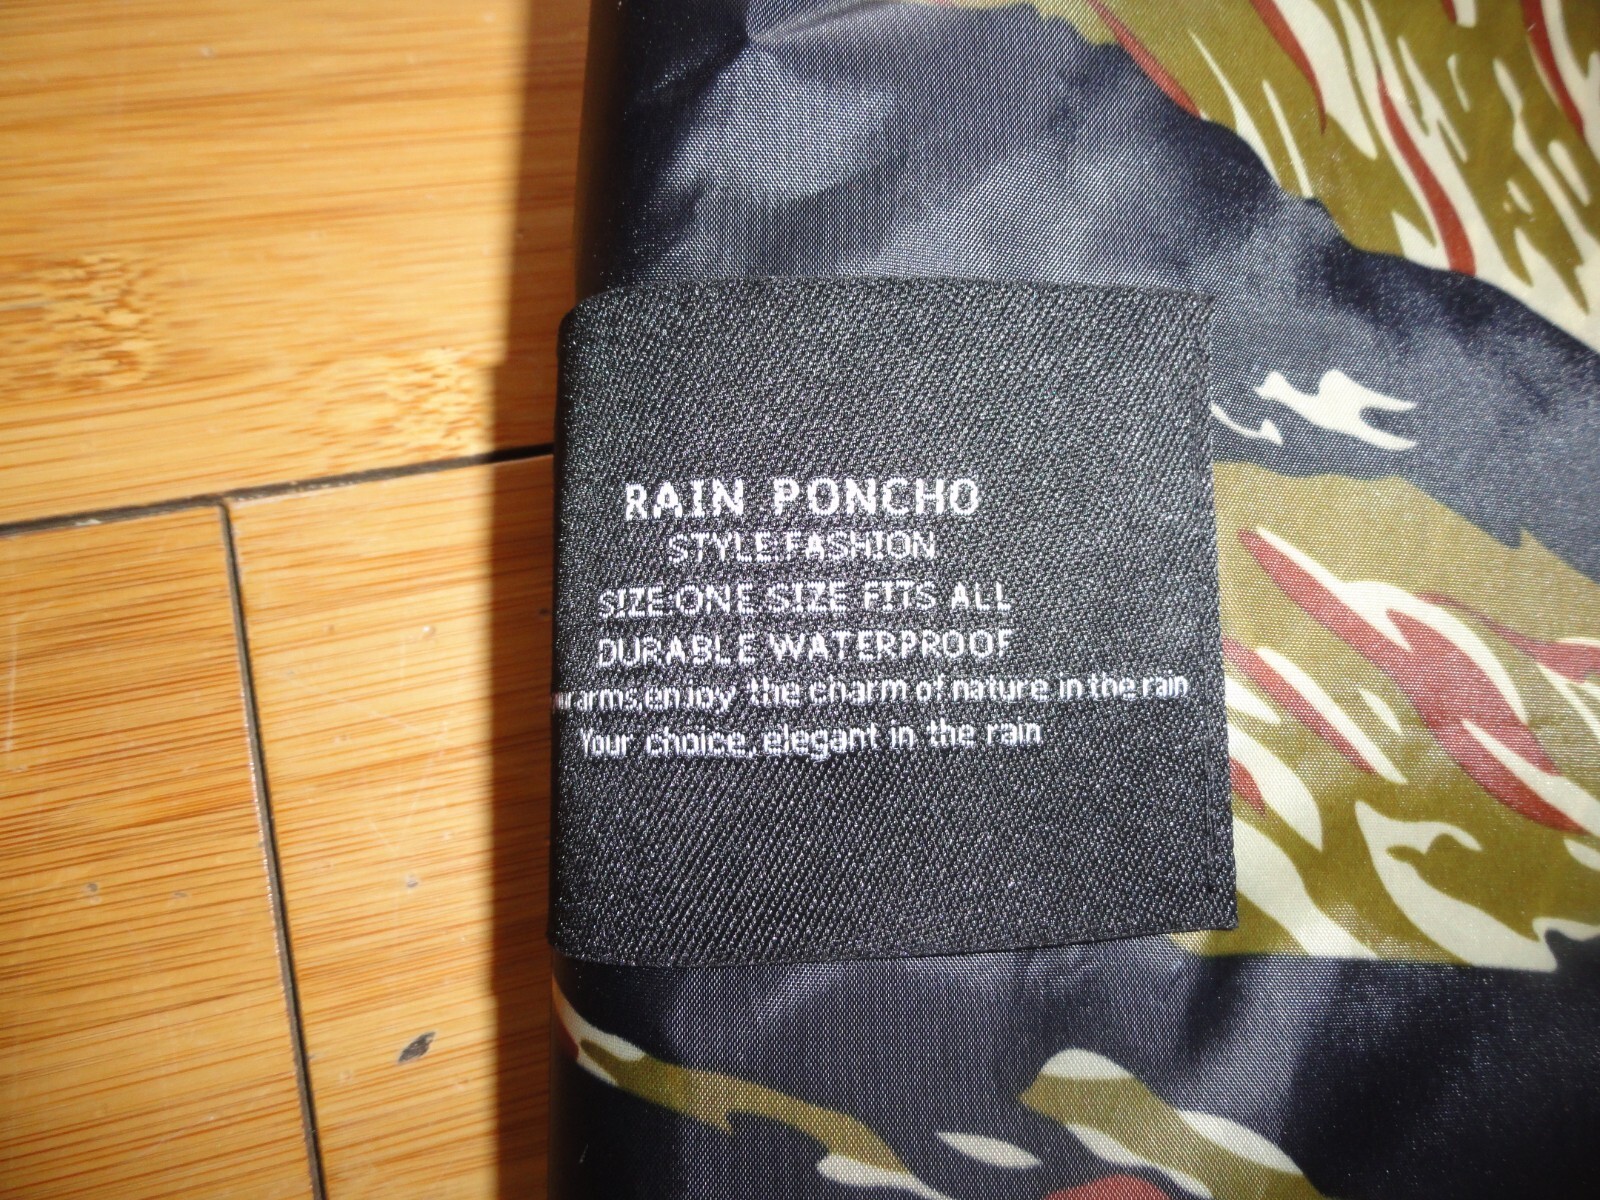 RAIN PONCHO
STYLE:FASHION
SIZE:ONE SIZE FITS ALL
DURABLE WATERPROOF
arms,enjoy the charm of nature in the rain
Your choice, elegant in the rain